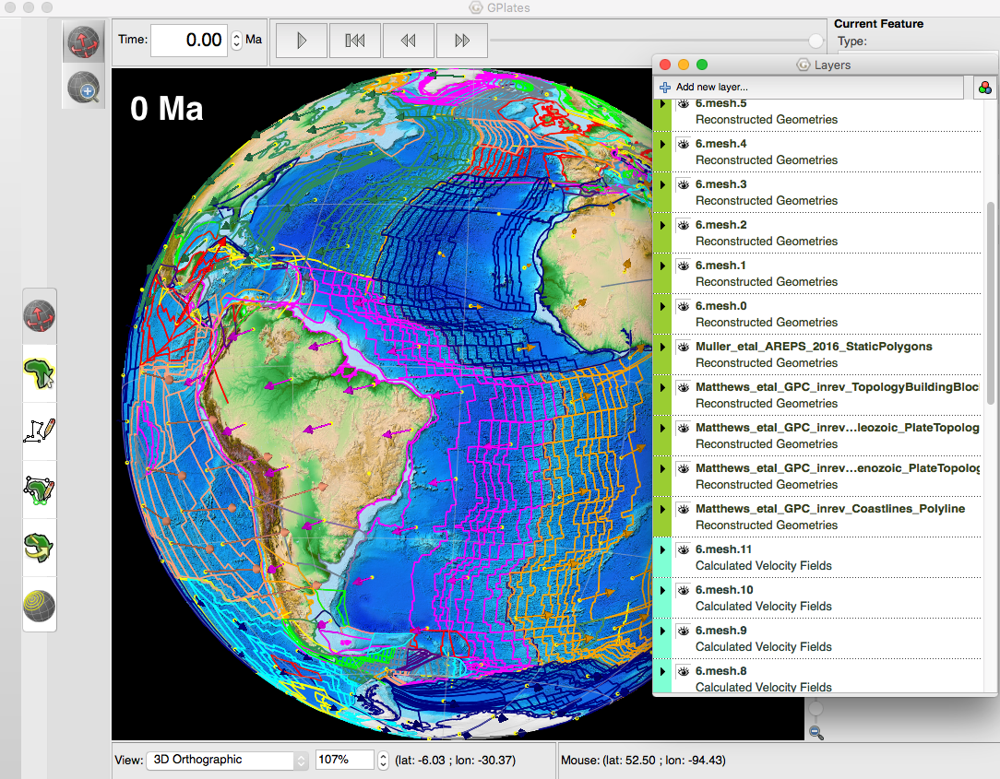 GPlates
Time: 0.00 Ma
Current Feature
Type:
0 Ma
Layers
Add new layer...
6.mesh.5
Reconstructed Geometries
6.mesh.4
Reconstructed Geometries
6.mesh.3
Reconstructed Geometries
6.mesh.2
Reconstructed Geometries
6.mesh.1
Reconstructed Geometries
6.mesh.0
Reconstructed Geometries
Muller_etal_AREPS_2016_StaticPolygons
Reconstructed Geometries
Matthews_etal_GPC_inrev_TopologyBuildingBloc
Reconstructed Geometries
Matthews_etal_GPC_inrev...leozoic_PlateTopolog
Reconstructed Geometries
Matthews_etal_GPC_inrev...enozoic_PlateTopolog
Reconstructed Geometries
Matthews_etal_GPC_inrev_Coastlines_Polyline
Reconstructed Geometries
6.mesh.11
Calculated Velocity Fields
6.mesh.10
Calculated Velocity Fields
6.mesh.9
Calculated Velocity Fields
6.mesh.8
Calculated Velocity Fields
View: 3D Orthographic 107% (lat: -6.03 ; lon: -30.37) Mouse: (lat: 52.50 ; lon: -94.43)